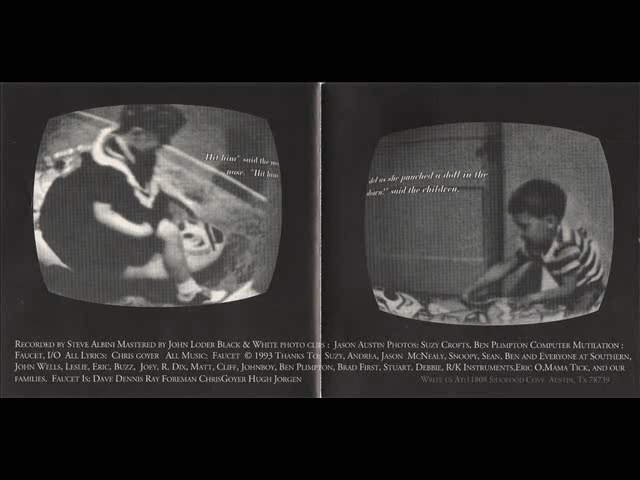 "Hit him" said the
nose. "Hit him
del as she punched a doll in the
down!" said the children.
RECORDED BY STEVE ALBINI MASTERED BY JOHN LODER BLACK & WHITE PHOTO CLIPS : JASON AUSTIN PHOTOS: SUZY CROFTS, BEN PLIMPTON COMPUTER MUTILATION :
FAUCET, I/O ALL LYRICS: CHRIS GOYER ALL MUSIC: FAUCET © 1993 THANKS TO: SUZY, ANDREA, JASON MCNEALY, SNOOPY, SEAN, BEN AND EVERYONE AT SOUTHERN,
JOHN WELLS, LESLIE, ERIC, BUZZ, JOEY, R. DIX, MATT, CLIFF, JOHNBOY, BEN PLIMPTON, BRAD FIRST, STUART, DEBBIE, R/K INSTRUMENTS,ERIC O,MAMA TICK, AND OUR
FAMILIES. FAUCET IS: DAVE DENNIS RAY FOREMAN CHRISGOYER HUGH JORGEN
WRITE US AT:11808 SIDEWOOD COVE AUSTIN, TX 78739